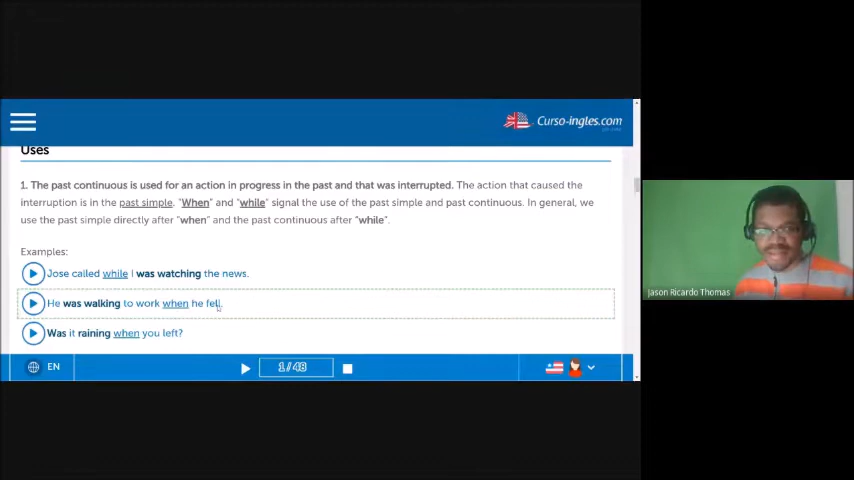 Curso-ingles.com
Uses
1. The past continuous is used for an action in progress in the past and that was interrupted. The action that caused the
interruption is in the past simple. "When" and "while" signal the use of the past simple and past continuous. In general, we
use the past simple directly after "when" and the past continuous after "while".
Examples:
Jose called while I was watching the news.
He was walking to work when he fell.
Was it raining when you left?
EN
1 / 48
Jason Ricardo Thomas